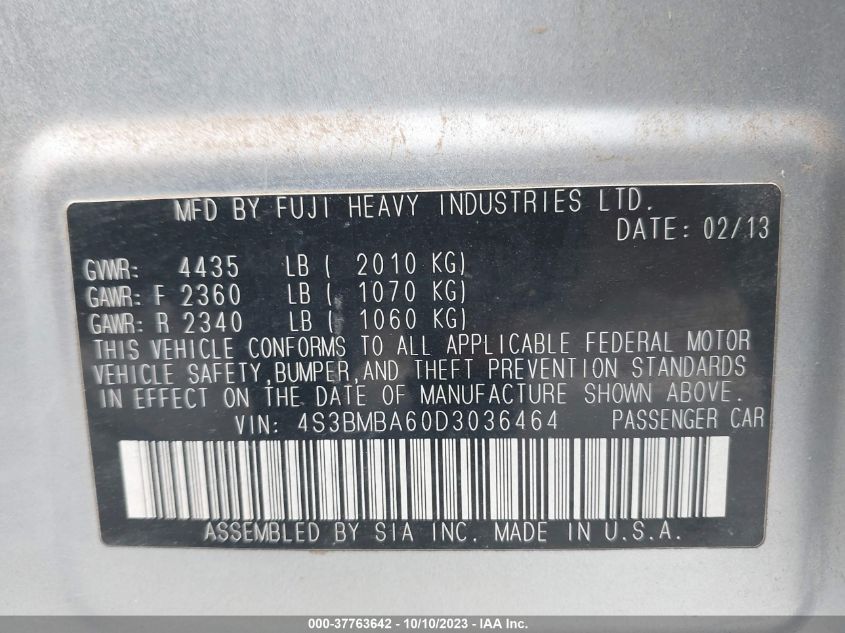 MFD BY FUJI HEAVY INDUSTRIES LTD.
DATE: 02/13
GVWR: 4435 LB ( 2010 KG)
GAWR: F 2360 LB ( 1070 KG)
GAWR: R 2340 LB ( 1060 KG)
THIS VEHICLE CONFORMS TO ALL APPLICABLE FEDERAL MOTOR
VEHICLE SAFETY,BUMPER,AND THEFT PREVENTION STANDARDS
IN EFFECT ON THE DATE OF MANUFACTURE SHOWN ABOVE.
VIN: 4S3BMBA60D3036464 PASSENGER CAR
ASSEMBLED BY SIA INC. MADE IN U.S.A.
000-37763642 / 10/10/2023 — IAA Inc.